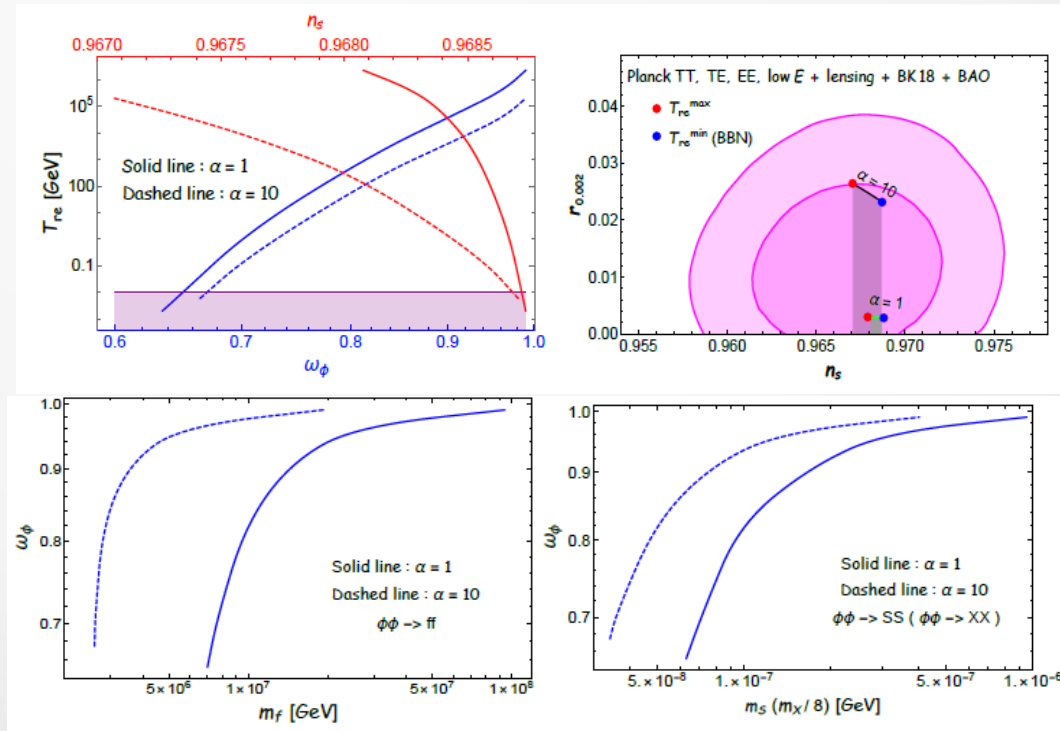 n_s
0.9670 0.9675 0.9680 0.9685
10^5
100
0.1
T_re [GeV]
Solid line : α = 1
Dashed line : α = 10
0.6 0.7 0.8 0.9 1.0
ω_ϕ
Planck TT, TE, EE, low E + lensing + BK18 + BAO
T_re^max
T_re^min (BBN)
α = 10
α = 1
0.04
0.03
0.02
0.01
0.00
r_0.002
0.955 0.960 0.965 0.970 0.975
n_s
1.0
0.9
0.8
0.7
ω_ϕ
Solid line : α = 1
Dashed line : α = 10
ϕϕ -> ff
5.×10^6 1.×10^7 5.×10^7 1.×10^8
m_f [GeV]
1.0
0.9
0.8
0.7
ω_ϕ
Solid line : α = 1
Dashed line : α = 10
ϕϕ -> SS ( ϕϕ -> XX )
5.×10^-8 1.×10^-7 5.×10^-7 1.×10^-6
m_s (m_X / 8) [GeV]